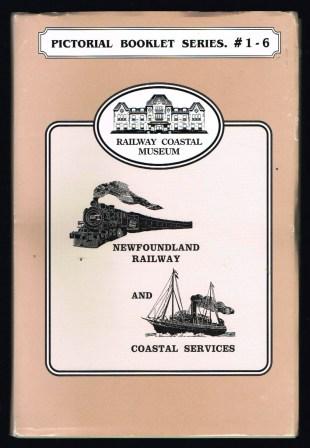 PICTORIAL BOOKLET SERIES. # 1 - 6
RAILWAY COASTAL
MUSEUM
NEWFOUNDLAND
RAILWAY
AND
COASTAL SERVICES